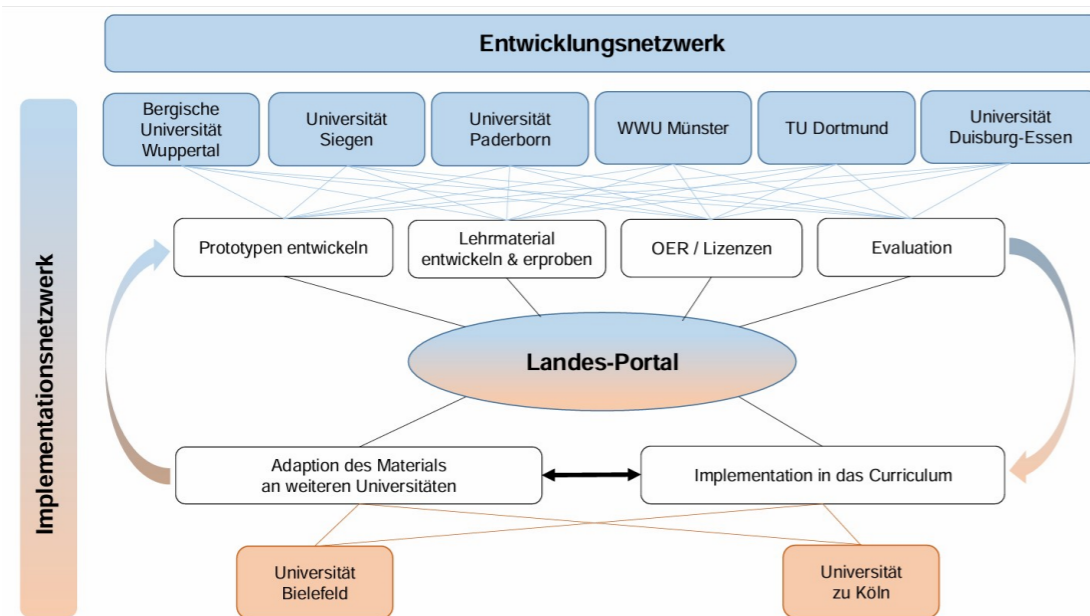 Entwicklungsnetzwerk
Implementationsnetzwerk
Bergische
Universität
Wuppertal
Universität
Siegen
Universität
Paderborn
WWU Münster
TU Dortmund
Universität
Duisburg-Essen
Prototypen entwickeln
Lehrmaterial
entwickeln & erproben
OER / Lizenzen
Evaluation
Landes-Portal
Adaption des Materials
an weiteren Universitäten
Implementation in das Curriculum
Universität
Bielefeld
Universität
zu Köln